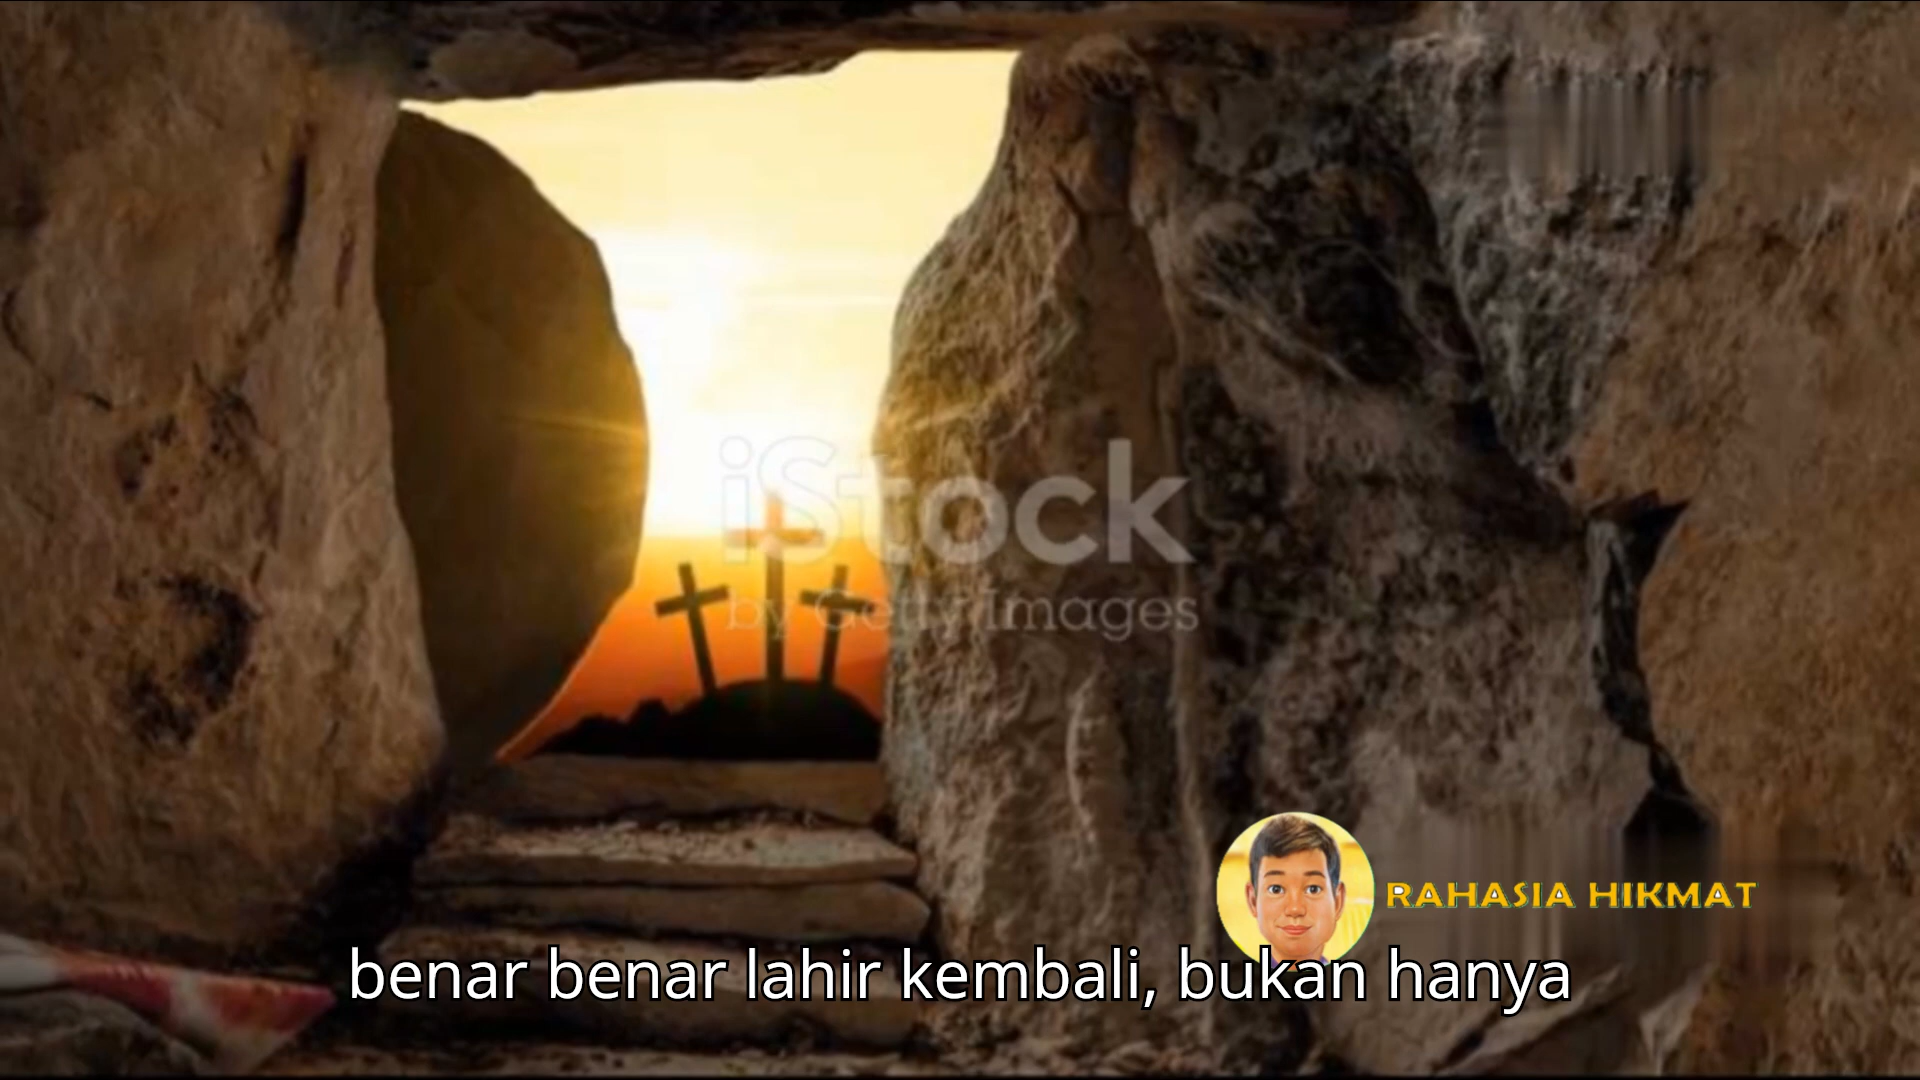 iStock
by Getty Images
RAHASIA HIKMAT
benar benar lahir kembali, bukan hanya